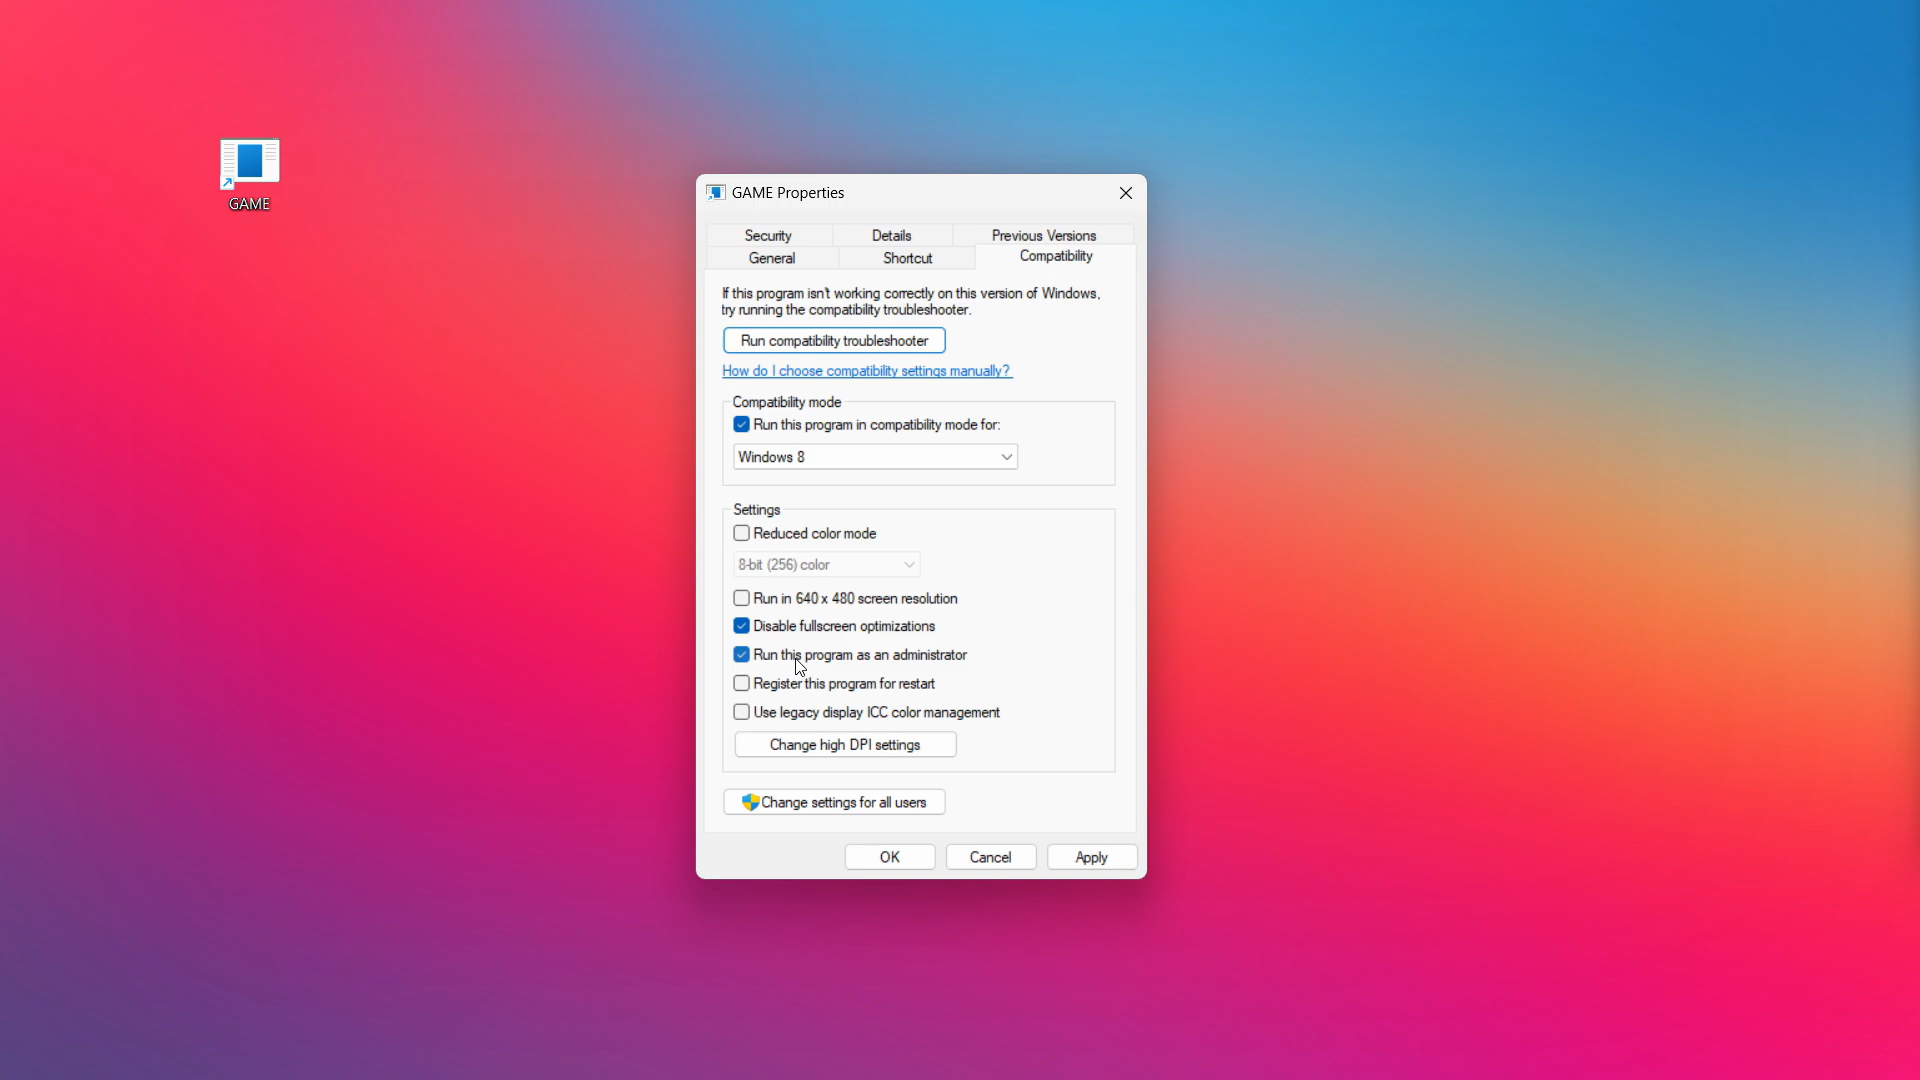 GAME
GAME Properties
Security Details Previous Versions
General Shortcut Compatibility
If this program isn't working correctly on this version of Windows,
try running the compatibility troubleshooter.
Run compatibility troubleshooter
How do I choose compatibility settings manually?
Compatibility mode
Run this program in compatibility mode for:
Windows 8
Settings
Reduced color mode
8-bit (256) color
Run in 640 x 480 screen resolution
Disable fullscreen optimizations
Run this program as an administrator
Register this program for restart
Use legacy display ICC color management
Change high DPI settings
Change settings for all users
OK Cancel Apply